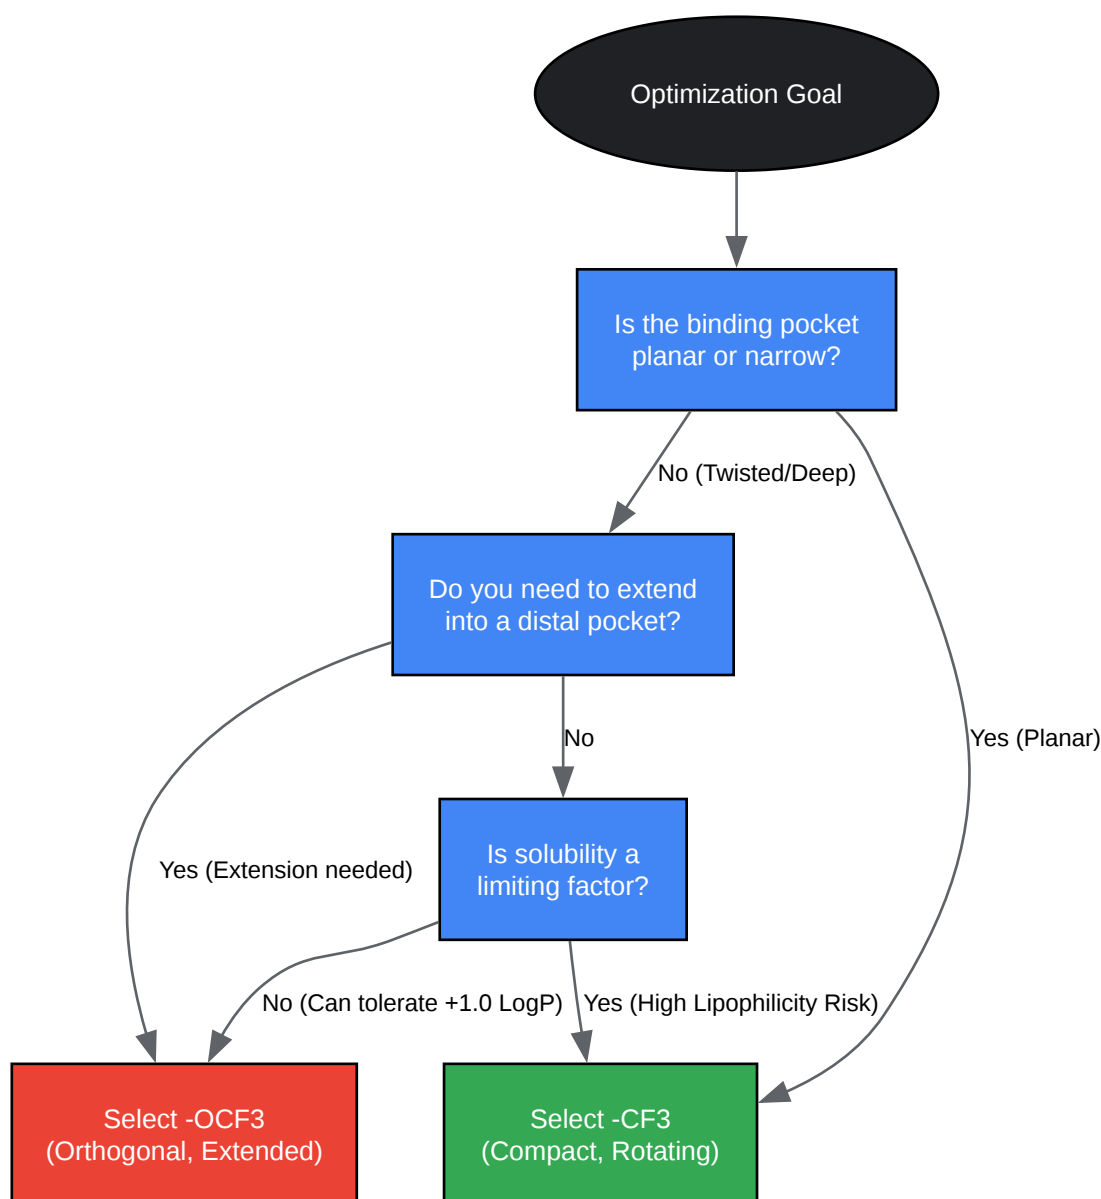 Optimization Goal
Is the binding pocket
planar or narrow?
No (Twisted/Deep)
Do you need to extend
into a distal pocket?
No
Yes (Planar)
Is solubility a
limiting factor?
Yes (Extension needed)
No (Can tolerate +1.0 LogP)
Yes (High Lipophilicity Risk)
Select -OCF3
(Orthogonal, Extended)
Select -CF3
(Compact, Rotating)